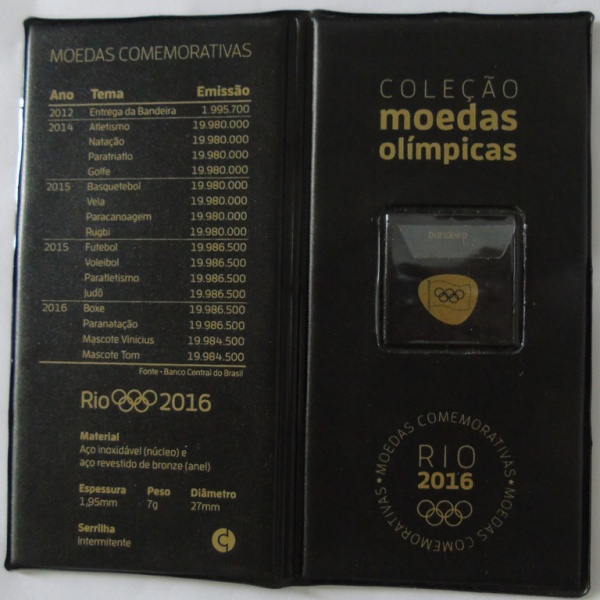 MOEDAS COMEMORATIVAS
Ano Tema Emissão
2012 Entrega da Bandeira 1.995.700
2014 Atletismo 19.980.000
Natação 19.980.000
Paratriatlo 19.980.000
Golfe 19.980.000
2015 Basquetebol 19.980.000
Vela 19.980.000
Paracanoagem 19.980.000
Rugbi 19.980.000
2015 Futebol 19.986.500
Voleibol 19.986.500
Paratletismo 19.986.500
Judô 19.986.500
2016 Boxe 19.986.500
Paranatação 19.986.500
Mascote Vinicius 19.984.500
Mascote Tom 19.984.500
Fonte - Banco Central do Brasil
Rio 2016
Material
Aço inoxidável (núcleo) e
aço revestido de bronze (anel)
Espessura Peso Diâmetro
1,95mm 7g 27mm
Serrilha
Intermitente
COLEÇÃO
moedas
olímpicas
bandeira
MOEDAS COMEMORATIVAS • MOEDAS COMEMORATIVAS •
RIO
2016